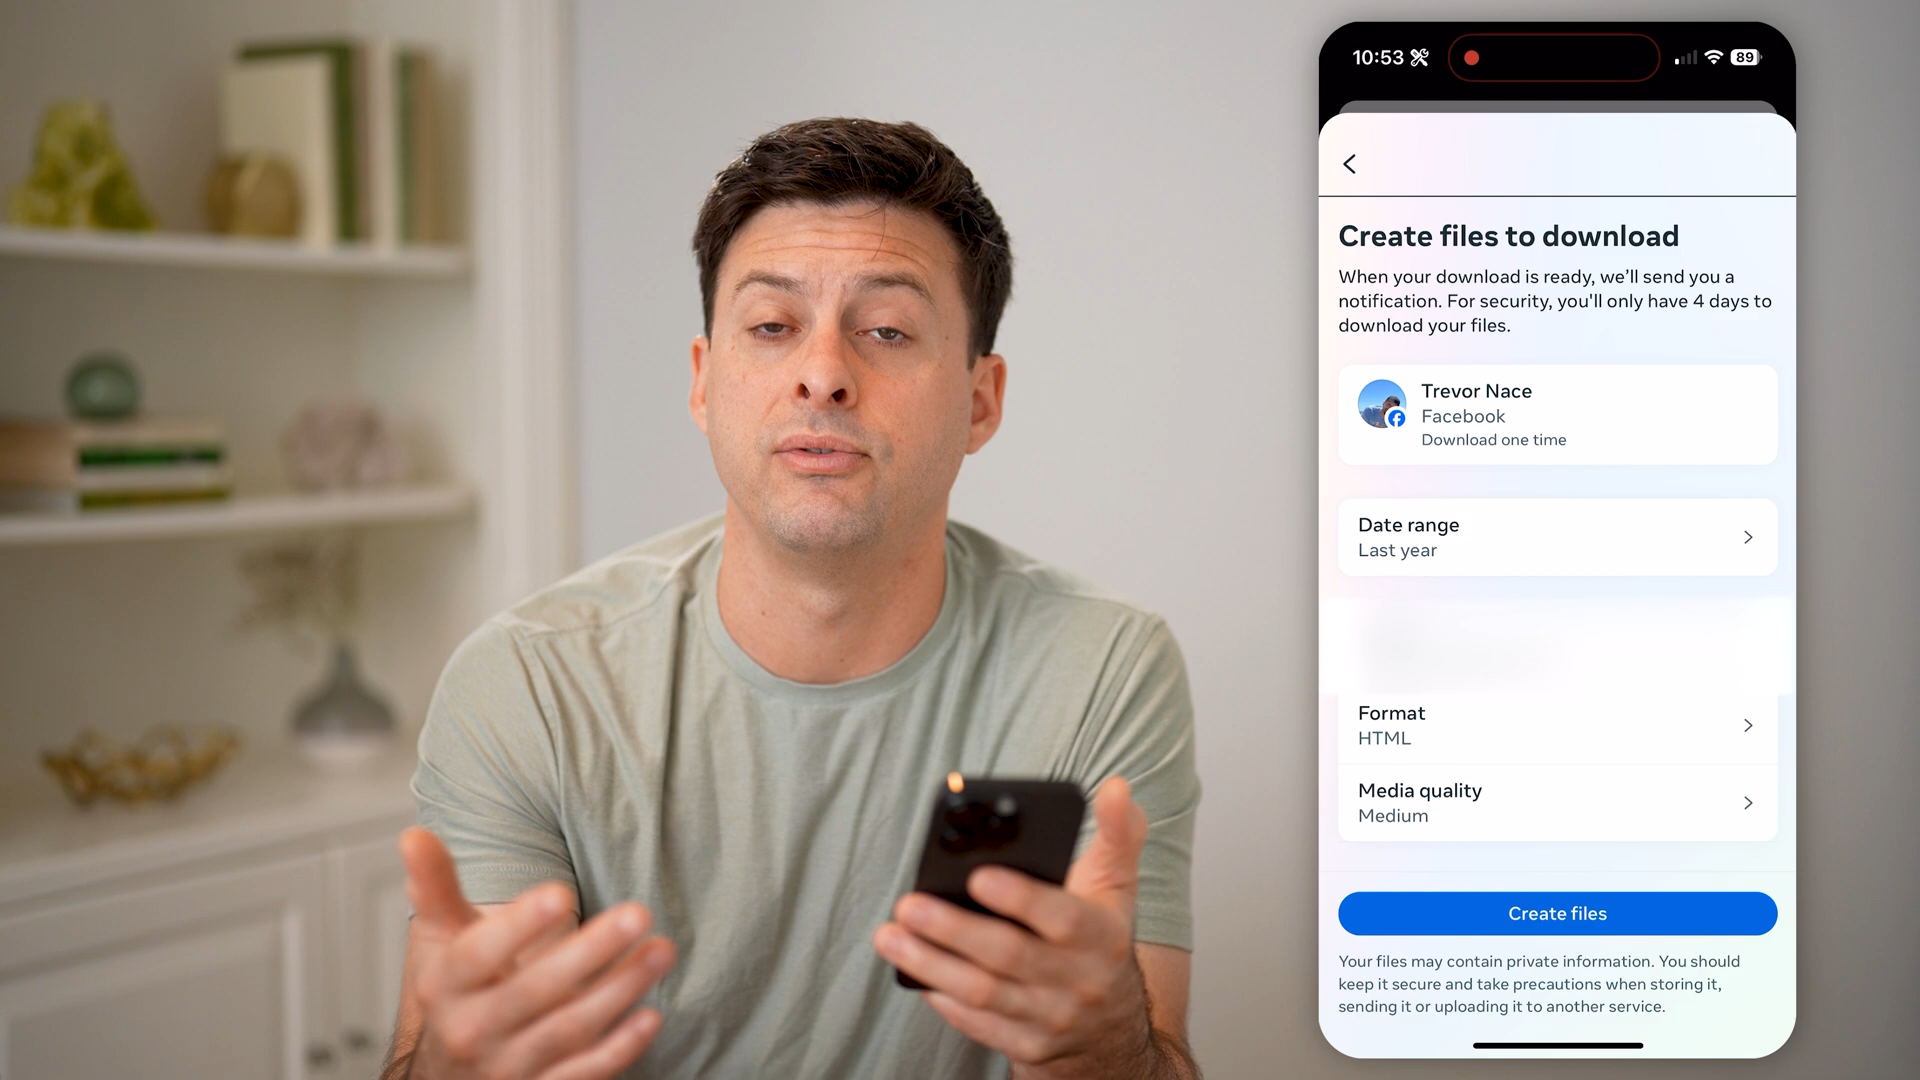 10:53
89
Create files to download
When your download is ready, we'll send you a
notification. For security, you'll only have 4 days to
download your files.
Trevor Nace
Facebook
Download one time
Date range
Last year
Format
HTML
Media quality
Medium
Create files
Your files may contain private information. You should
keep it secure and take precautions when storing it,
sending it or uploading it to another service.